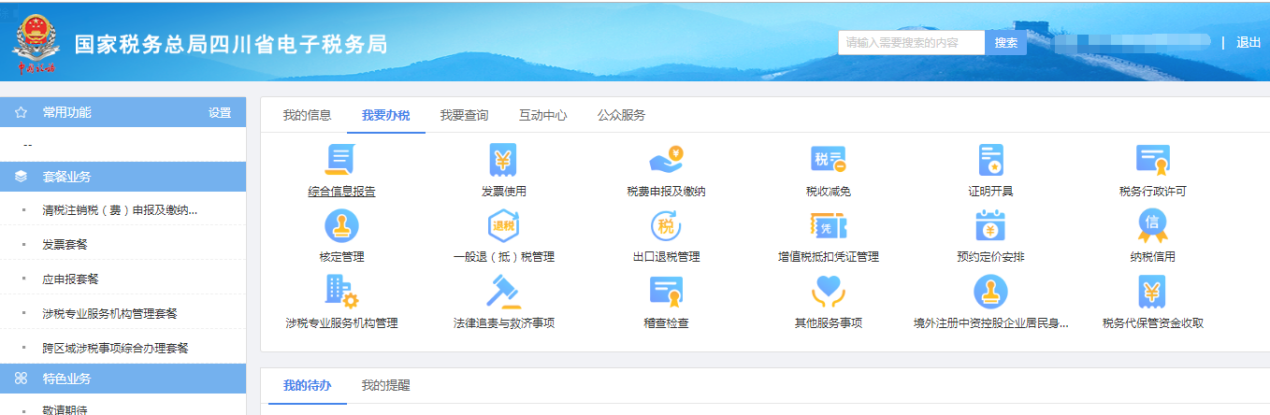 国家税务总局四川省电子税务局
请输入需要搜索的内容 搜索 | 退出
常用功能 设置
--
套餐业务
清税注销税（费）申报及缴纳...
发票套餐
应申报套餐
涉税专业服务机构管理套餐
跨区域涉税事项综合办理套餐
特色业务
敬请期待
我的信息 我要办税 我要查询 互动中心 公众服务
综合信息报告 发票使用 税费申报及缴纳 税收减免 证明开具 税务行政许可
核定管理 一般退（抵）税管理 出口退税管理 增值税抵扣凭证管理 预约定价安排 纳税信用
涉税专业服务机构管理 法律追责与救济事项 稽查检查 其他服务事项 境外注册中资控股企业居民身... 税务代保管资金收取
我的待办 我的提醒